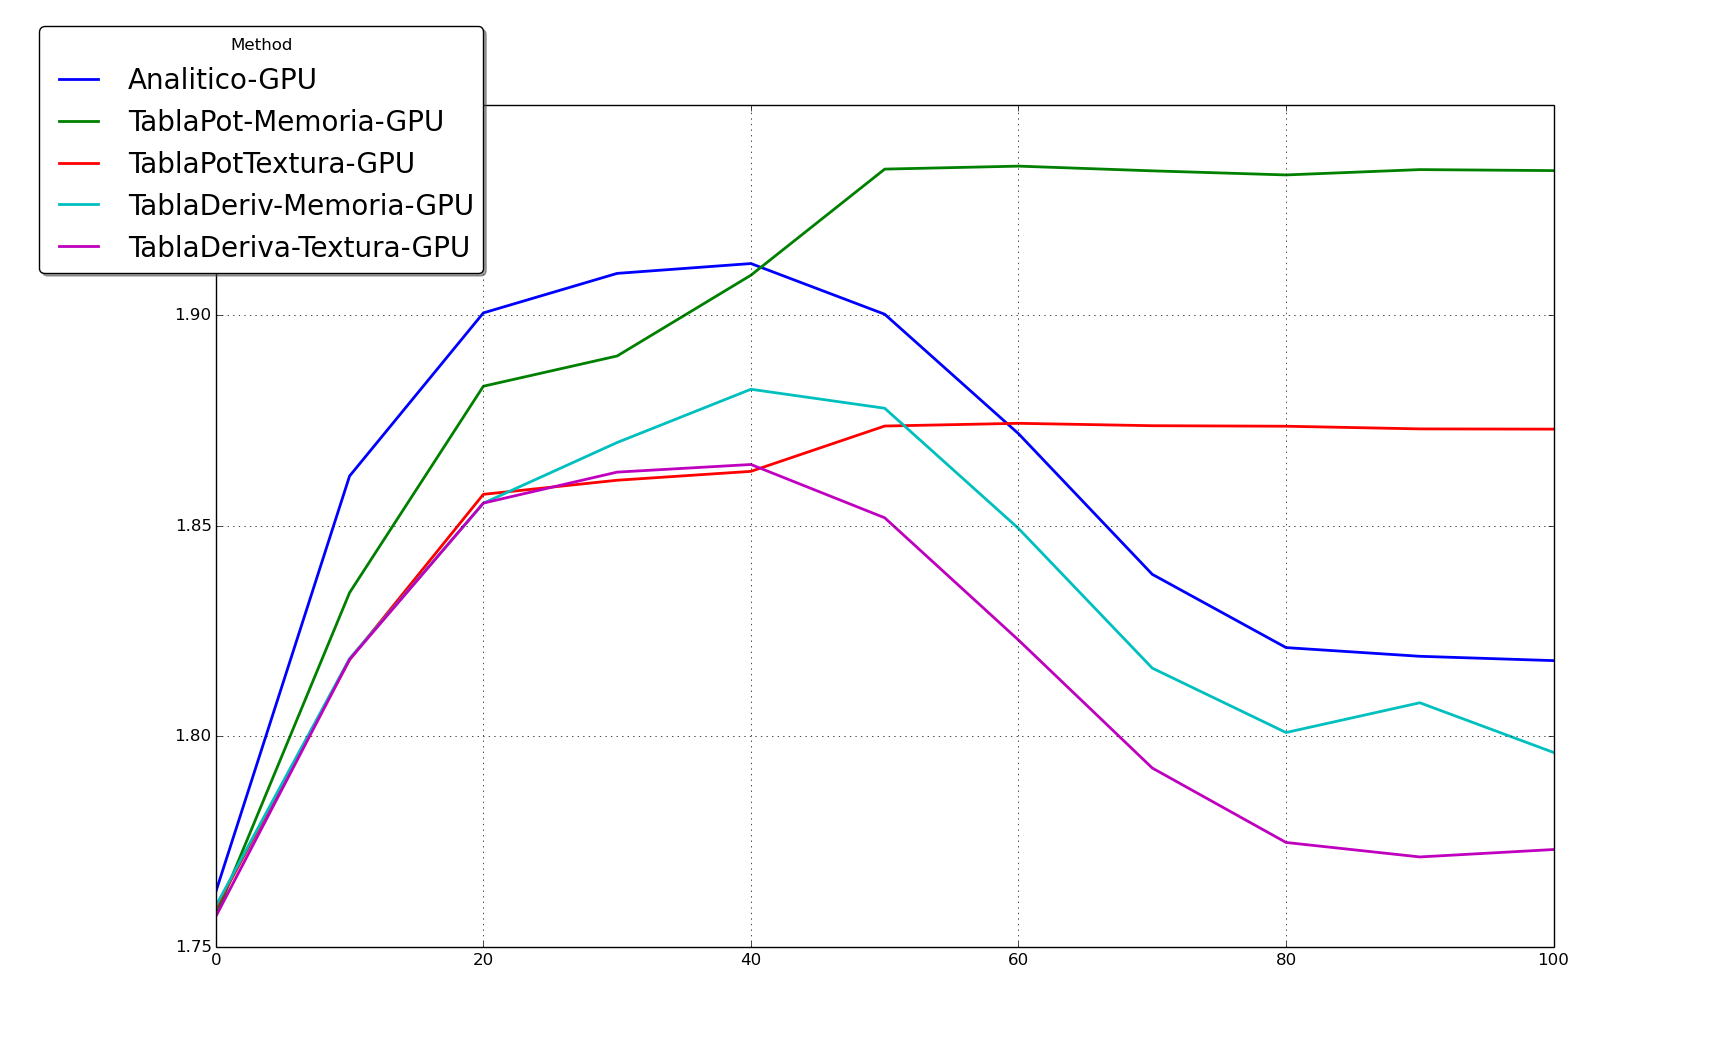 Method
Analitico-GPU
TablaPot-Memoria-GPU
TablaPotTextura-GPU
TablaDeriv-Memoria-GPU
TablaDeriva-Textura-GPU
1.90
1.85
1.80
1.75
0 20 40 60 80 100